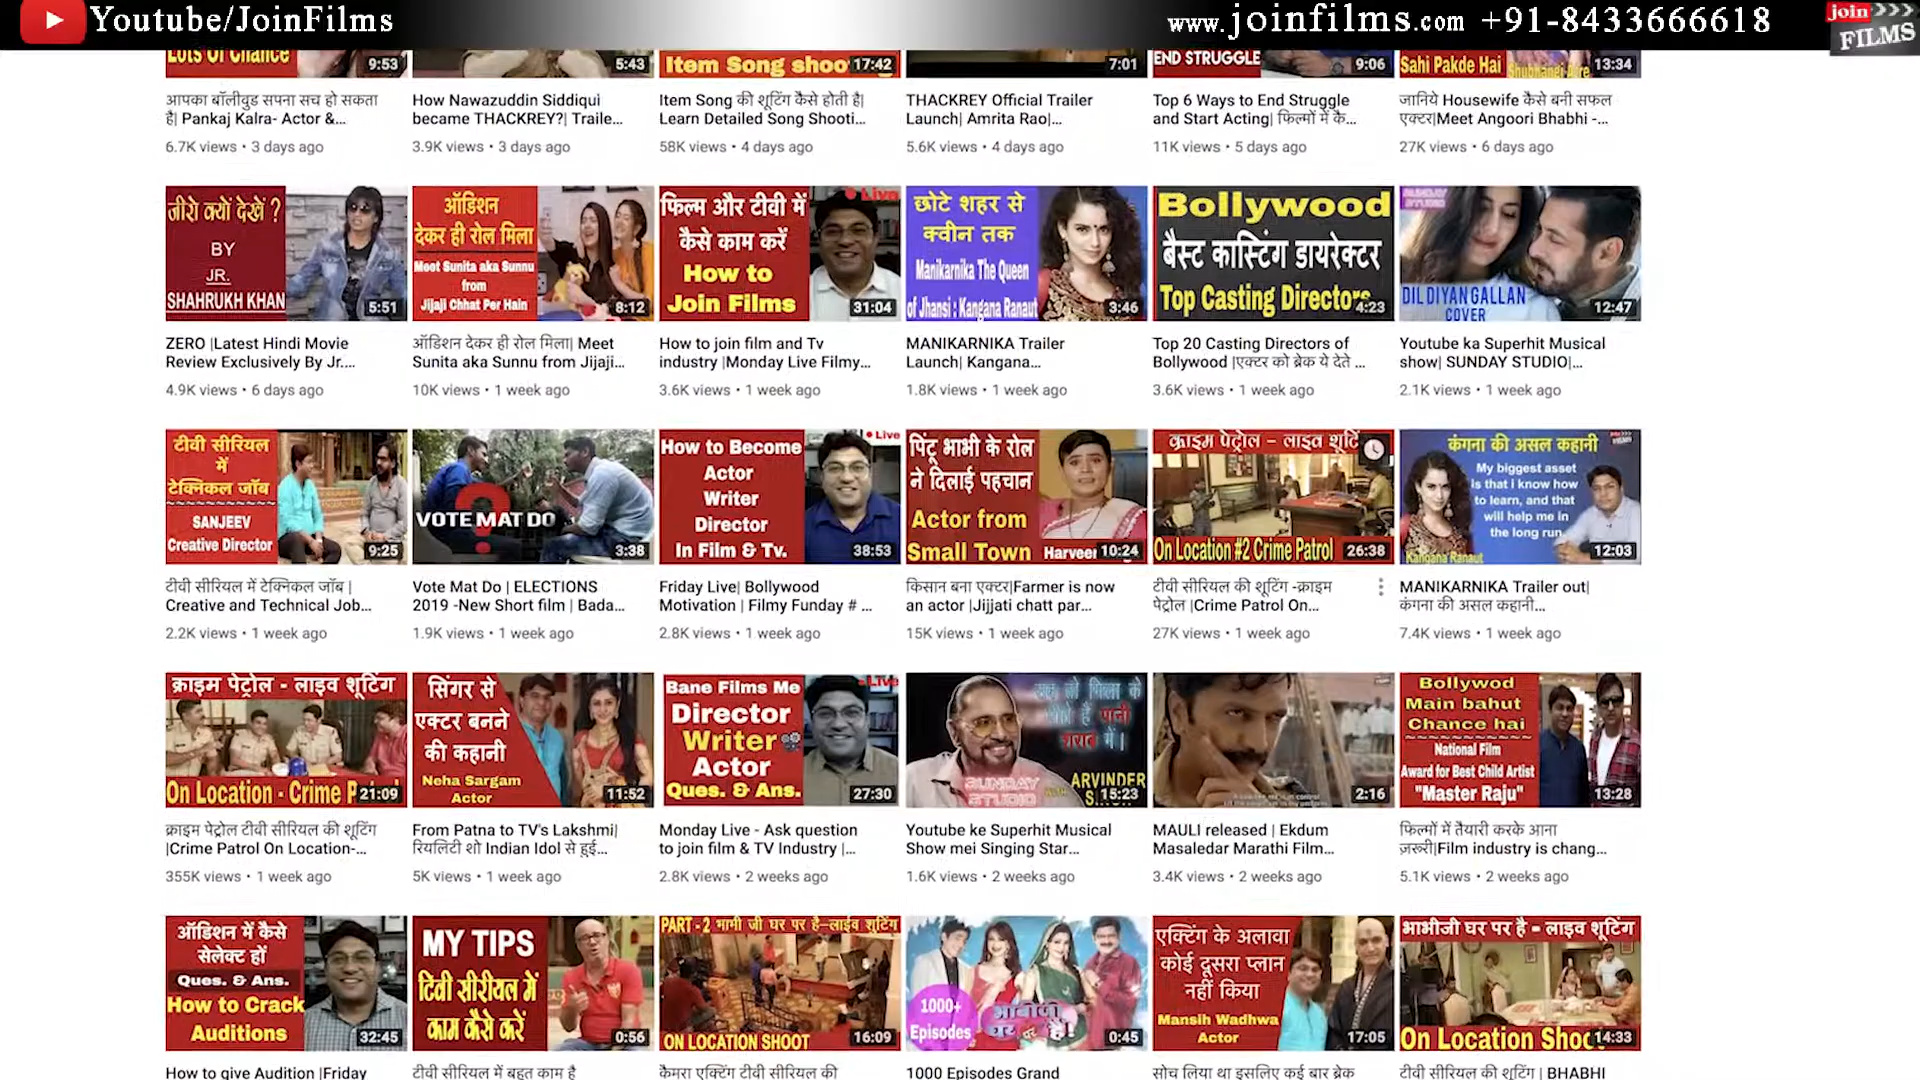 Youtube/JoinFilms
www.joinfilms.com +91-8433666618
join
FILMS
Lots Of Chance
9:53
5:43
Item Song shoo
17:42
7:01
END STRUGGLE
9:06
Sahi Pakde Hai
13:34
आपका बॉलीवुड सपना सच हो सकता
है| Pankaj Kalra- Actor &...
6.7K views • 3 days ago
How Nawazuddin Siddiqui
became THACKREY?| Traile...
3.9K views • 3 days ago
Item Song की शूटिंग कैसे होती है|
Learn Detailed Song Shooti...
58K views • 4 days ago
THACKREY Official Trailer
Launch| Amrita Rao|...
5.6K views • 4 days ago
Top 6 Ways to End Struggle
and Start Acting| फिल्मों में कै...
11K views • 5 days ago
जानिये Housewife कैसे बनी सफल
एक्टर|Meet Angoori Bhabhi -...
27K views • 6 days ago
जीरो क्यों देखें ?
BY
JR.
SHAHRUKH KHAN
5:51
ऑडिशन
देकर ही रोल मिला
Meet Sunita aka Sunnu
from
Jijaji Chhat Per Hain
8:12
Live
फिल्म और टीवी में
कैसे काम करें
How to
Join Films
31:04
छोटे शहर से
क्वीन तक
Manikarnika The Queen
of Jhansi : Kangana Ranaut
3:46
Bollywood
बैस्ट कास्टिंग डायरेक्टर
Top Casting Directors
4:23
SUNDAY
STUDIO
DIL DIYAN GALLAN
COVER
12:47
ZERO |Latest Hindi Movie
Review Exclusively By Jr....
4.9K views • 6 days ago
ऑडिशन देकर ही रोल मिला| Meet
Sunita aka Sunnu from Jijaji...
10K views • 1 week ago
How to join film and Tv
industry |Monday Live Filmy...
3.6K views • 1 week ago
MANIKARNIKA Trailer
Launch| Kangana...
1.8K views • 1 week ago
Top 20 Casting Directors of
Bollywood |एक्टर को ब्रेक ये देते ...
3.6K views • 1 week ago
Youtube ka Superhit Musical
show| SUNDAY STUDIO|...
2.1K views • 1 week ago
टीवी सीरियल
में
टेक्निकल जॉब
SANJEEV
Creative Director
9:25
VOTE MAT DO
3:38
Live
How to Become
Actor
Writer
Director
In Film & Tv.
38:53
पिंटू भाभी के रोल
ने दिलाई पहचान
Actor from
Small Town
Harveer
10:24
क्राइम पेट्रोल - लाइव शूटिं
On Location #2 Crime Patrol
26:38
कंगना की असल कहानी
My biggest asset
is that i know how
to learn, and that
will help me in
the long run.
Kangana Ranaut
12:03
टीवी सीरियल में टेक्निकल जॉब |
Creative and Technical Job...
2.2K views • 1 week ago
Vote Mat Do | ELECTIONS
2019 -New Short film | Bada...
1.9K views • 1 week ago
Friday Live| Bollywood
Motivation | Filmy Funday # ...
2.8K views • 1 week ago
किसान बना एक्टर|Farmer is now
an actor |Jijjati chatt par...
15K views • 1 week ago
टीवी सीरियल की शूटिंग -क्राइम
पेट्रोल |Crime Patrol On...
27K views • 1 week ago
MANIKARNIKA Trailer out|
कंगना की असल कहानी...
7.4K views • 1 week ago
क्राइम पेट्रोल - लाइव शूटिंग
On Location - Crime P
21:09
सिंगर से
एक्टर बनने
की कहानी
Neha Sargam
Actor
11:52
Live
Bane Films Me
Director
Writer
Actor
Ques. & Ans.
27:30
SUNDAY
STUDIO
ARVINDER
15:23
2:16
Bollywod
Main bahut
Chance hai
National Film
Award for Best Child Artist
"Master Raju"
13:28
क्राइम पेट्रोल टीवी सीरियल की शूटिंग
|Crime Patrol On Location-...
355K views • 1 week ago
From Patna to TV's Lakshmi|
रियलिटी शो Indian Idol से हुई...
5K views • 1 week ago
Monday Live - Ask question
to join film & TV Industry |...
2.8K views • 2 weeks ago
Youtube ke Superhit Musical
Show mei Singing Star...
1.6K views • 2 weeks ago
MAULI released | Ekdum
Masaledar Marathi Film...
3.4K views • 2 weeks ago
फिल्मों में तैयारी करके आना
ज़रूरी|Film industry is chang...
5.1K views • 2 weeks ago
ऑडिशन में कैसे
सेलेक्ट हों
Ques. & Ans.
How to Crack
Auditions
32:45
MY TIPS
टिवी सीरीयल में
काम कैसे करें
0:56
PART - 2 भाभी जी घर पर है-लाईव शूटिंग
ON LOCATION SHOOT
16:09
1000+
Episodes
भाबीजी
घर पर हैं!
0:45
एक्टिंग के अलावा
कोई दूसरा प्लान
नहीं किया
Mansih Wadhwa
Actor
17:05
भाभीजी घर पर है - लाइव शूटिंग
On Location Shoo
14:33
How to give Audition |Friday
टीवी सीरियल में बहुत काम है
कैमरा एक्टिंग टीवी सीरियल की
1000 Episodes Grand
सोच लिया था इसलिए कई बार ब्रेक
टीवी सीरियल की शूटिंग | BHABHI